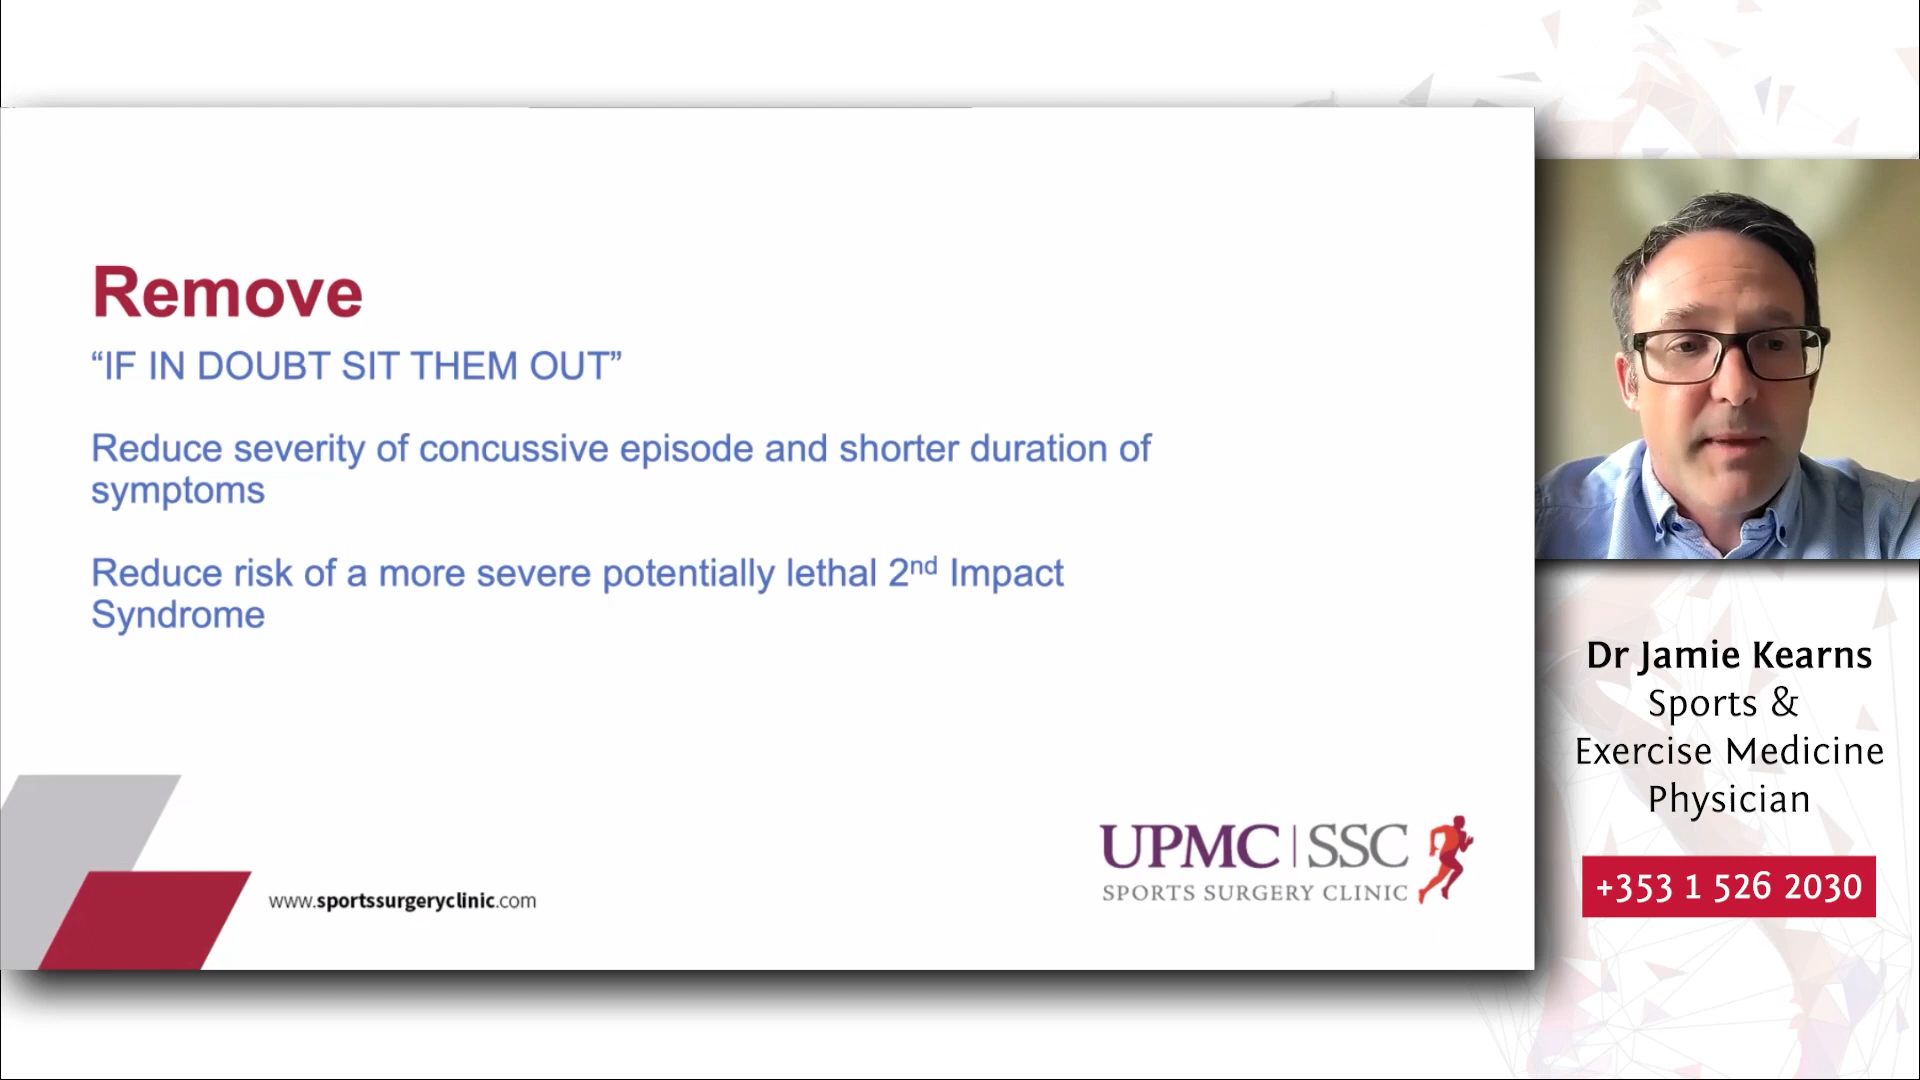 Remove
“IF IN DOUBT SIT THEM OUT”
Reduce severity of concussive episode and shorter duration of
symptoms
Reduce risk of a more severe potentially lethal 2nd Impact
Syndrome
www.sportssurgeryclinic.com
UPMC | SSC
SPORTS SURGERY CLINIC
Dr Jamie Kearns
Sports &
Exercise Medicine
Physician
+353 1 526 2030